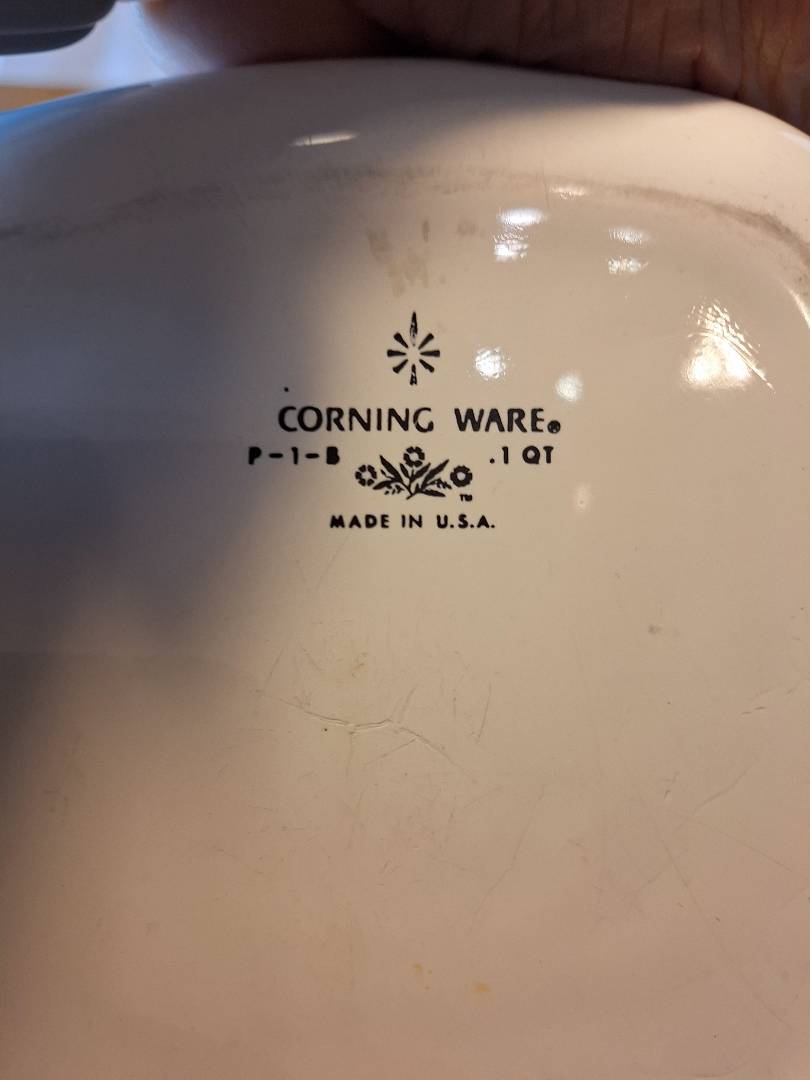 CORNING WARE®
P-1-B .1 QT
TM
MADE IN U.S.A.